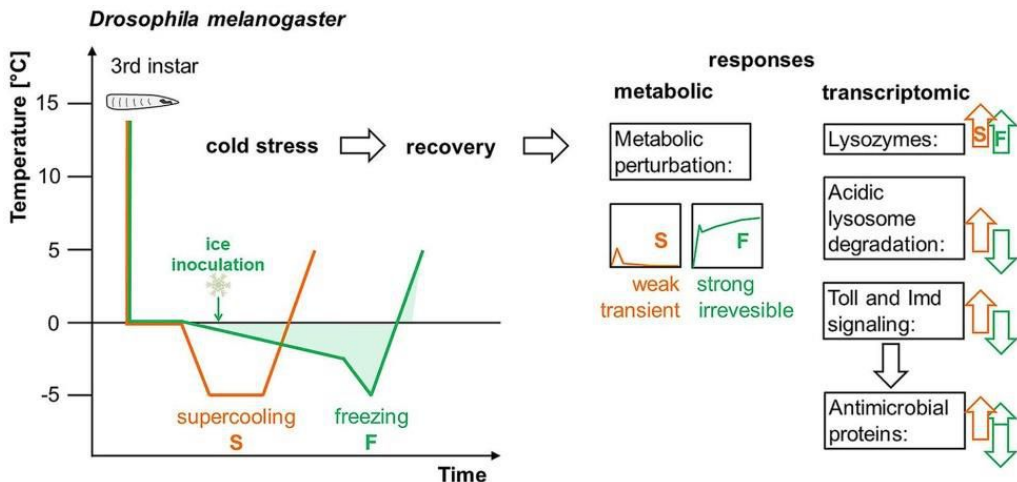 Drosophila melanogaster
Temperature [°C]
15
10
5
0
-5
3rd instar
cold stress
recovery
ice
inoculation
supercooling
S
freezing
F
Time
responses
metabolic
Metabolic
perturbation:
S
F
weak
transient
strong
irrevesible
transcriptomic
Lysozymes:
S
F
Acidic
lysosome
degradation:
Toll and Imd
signaling:
Antimicrobial
proteins: